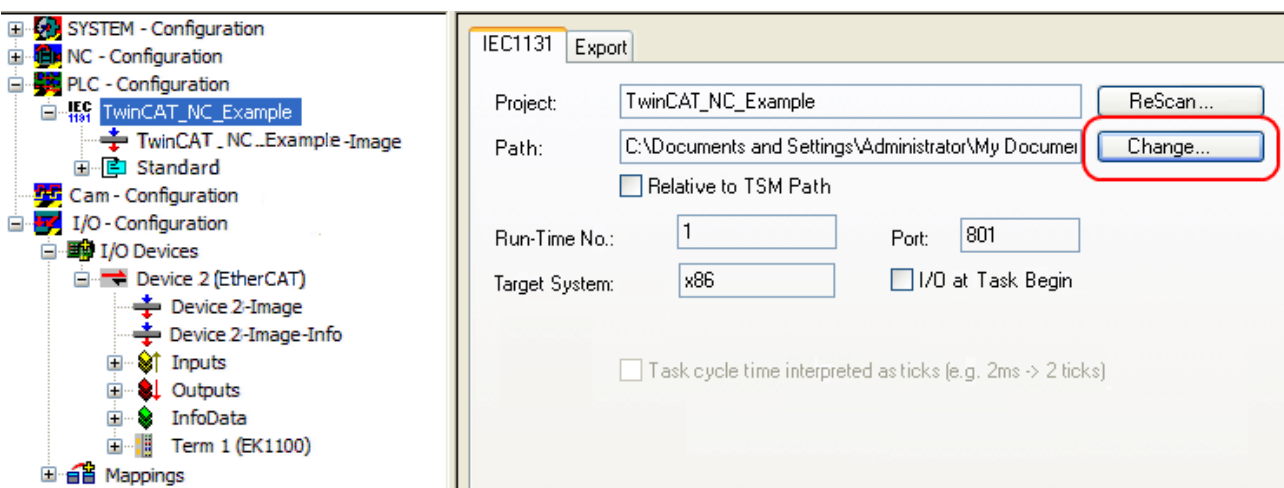 SYSTEM - Configuration
NC - Configuration
PLC - Configuration
IEC
1131
TwinCAT_NC_Example
TwinCAT_NC_Example-Image
Standard
Cam - Configuration
I/O - Configuration
I/O Devices
Device 2 (EtherCAT)
Device 2-Image
Device 2-Image-Info
Inputs
Outputs
InfoData
Term 1 (EK1100)
Mappings
IEC1131 Export
Project: TwinCAT_NC_Example ReScan...
Path: C:\Documents and Settings\Administrator\My Documen Change...
Relative to TSM Path
Run-Time No.: 1 Port: 801
Target System: x86 I/O at Task Begin
Task cycle time interpreted as ticks (e.g. 2ms -> 2 ticks)